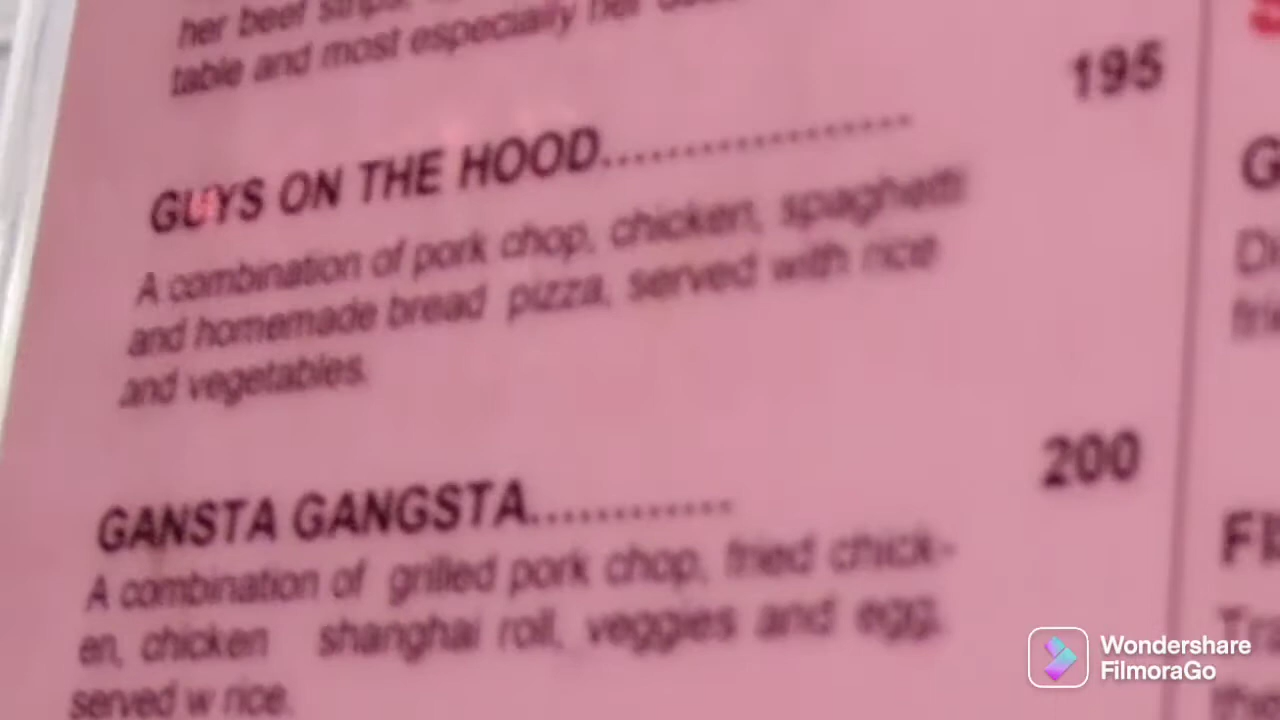 her beef strips.
table and most especially her
195
GUYS ON THE HOOD..................
A combination of pork chop, chicken, spaghetti
and homemade bread pizza, served with rice
and vegetables.
200
GANSTA GANGSTA............
A combination of grilled pork chop, fried chick-
en, chicken shanghai roll, veggies and egg,
served w rice.
Wondershare
FilmoraGo